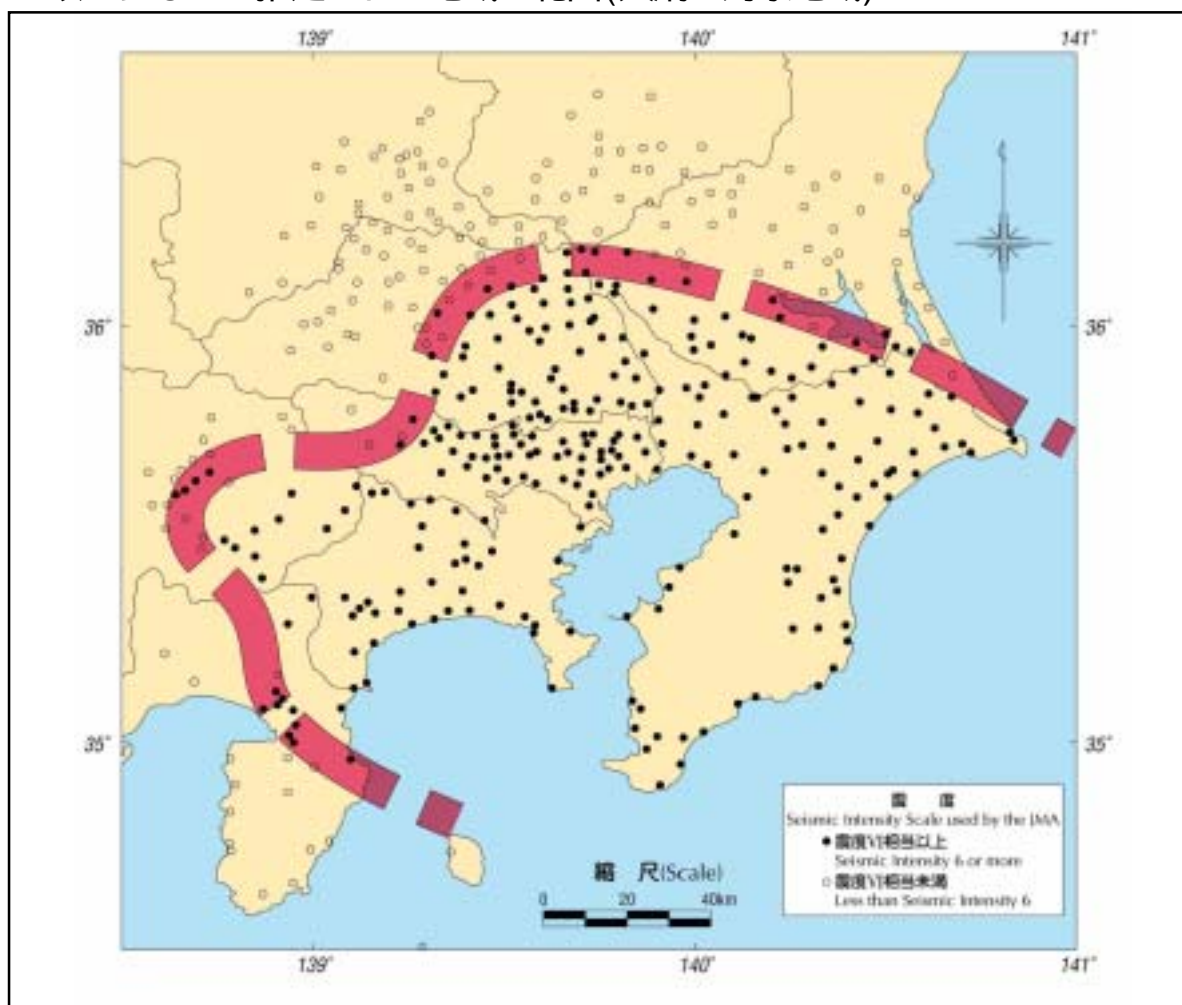 139°
140°
141°
36°
36°
35°
35°
震 度
Seismic Intensity Scale used by the JMA
● 震度VI相当以上
Seismic Intensity 6 or more
○ 震度VI相当未満
Less than Seismic Intensity 6
縮 尺(Scale)
0 20 40km
139°
140°
141°